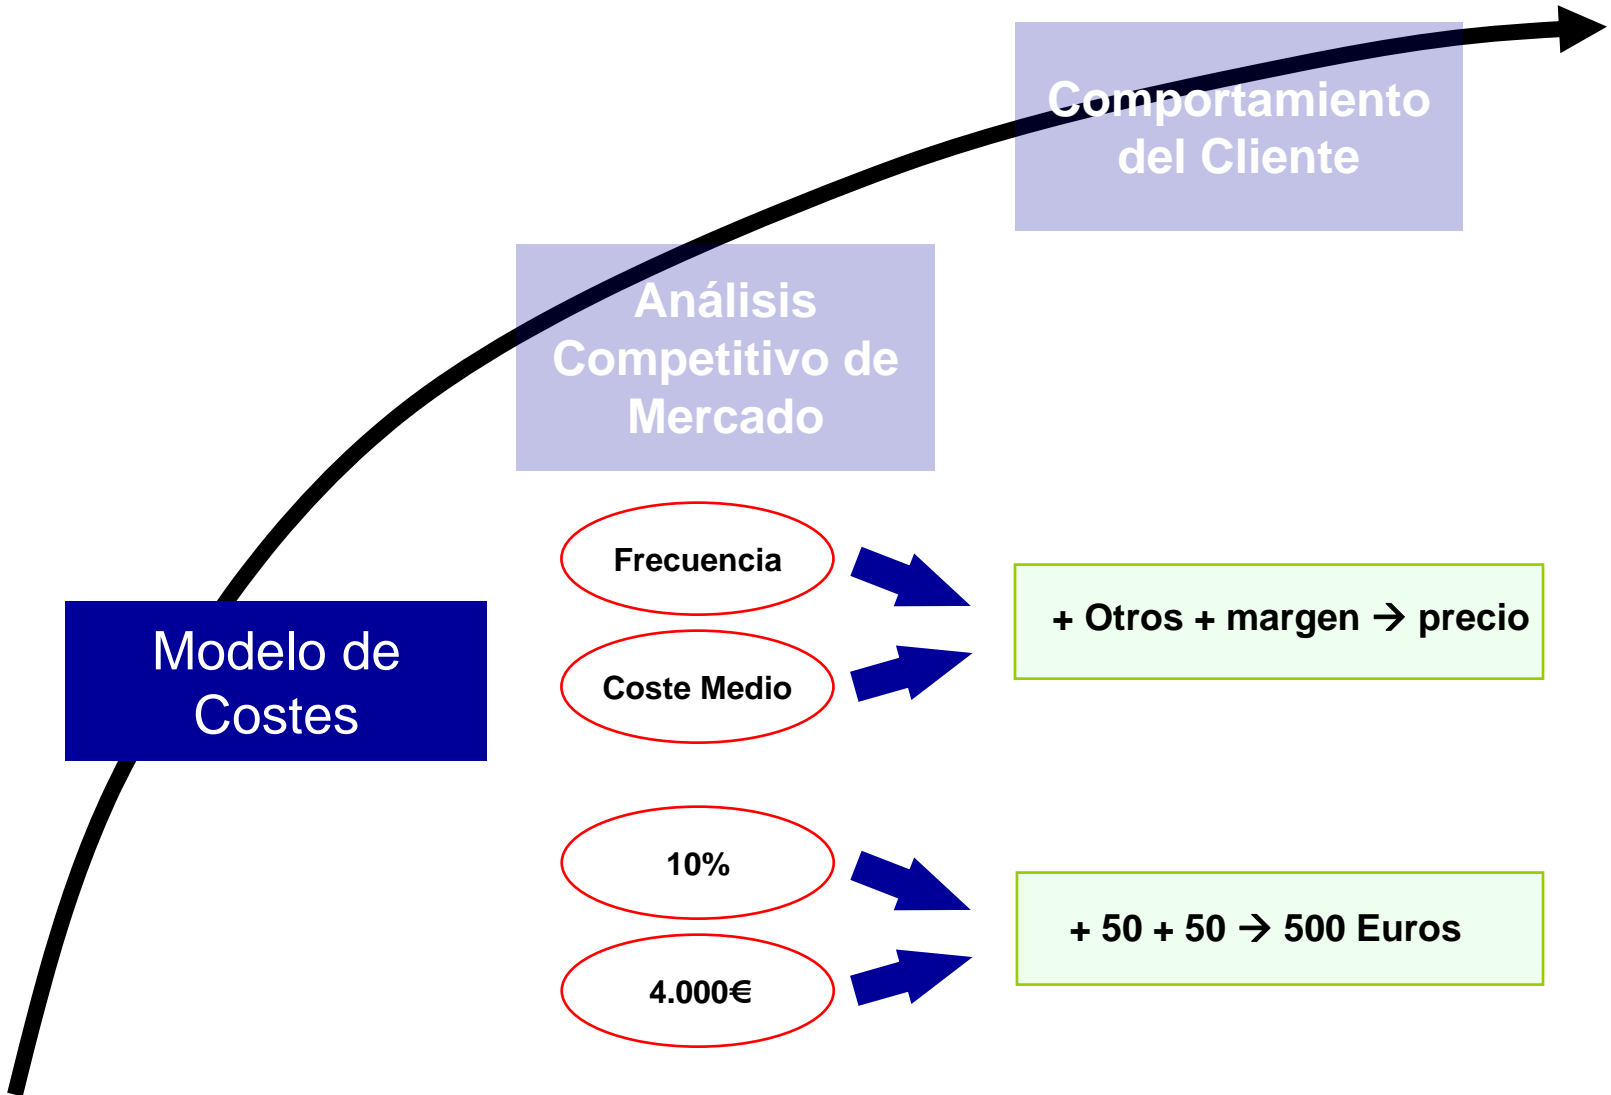 Comportamiento
del Cliente
Análisis
Competitivo de
Mercado
Frecuencia
+ Otros + margen → precio
Modelo de
Costes
Coste Medio
10%
+ 50 + 50 → 500 Euros
4.000€